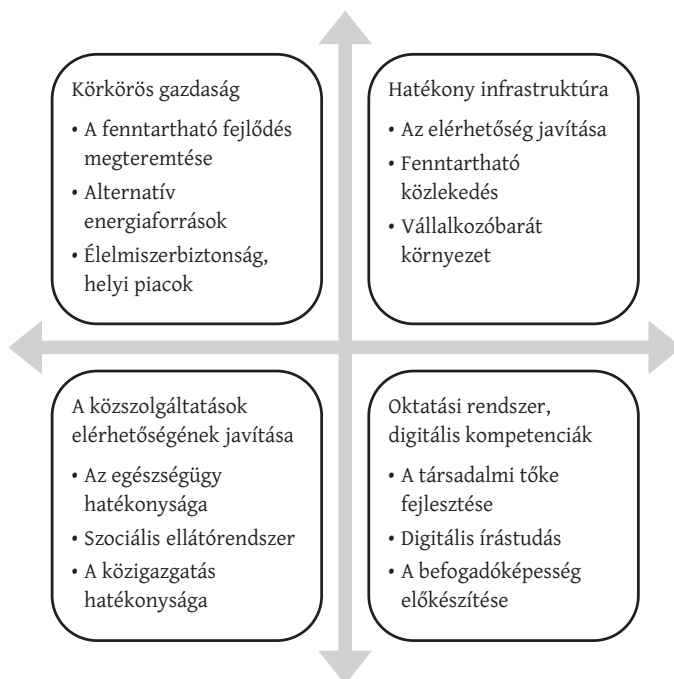 Körkörös gazdaság
• A fenntartható fejlődés
megteremtése
• Alternatív
energiaforrások
• Élelmiszerbiztonság,
helyi piacok
Hatékony infrastruktúra
• Az elérhetőség javítása
• Fenntartható
közlekedés
• Vállalkozóbarát
környezet
A közszolgáltatások
elérhetőségének javítása
• Az egészségügy
hatékonysága
• Szociális ellátórendszer
• A közigazgatás
hatékonysága
Oktatási rendszer,
digitális kompetenciák
• A társadalmi tőke
fejlesztése
• Digitális írástudás
• A befogadóképesség
előkészítése